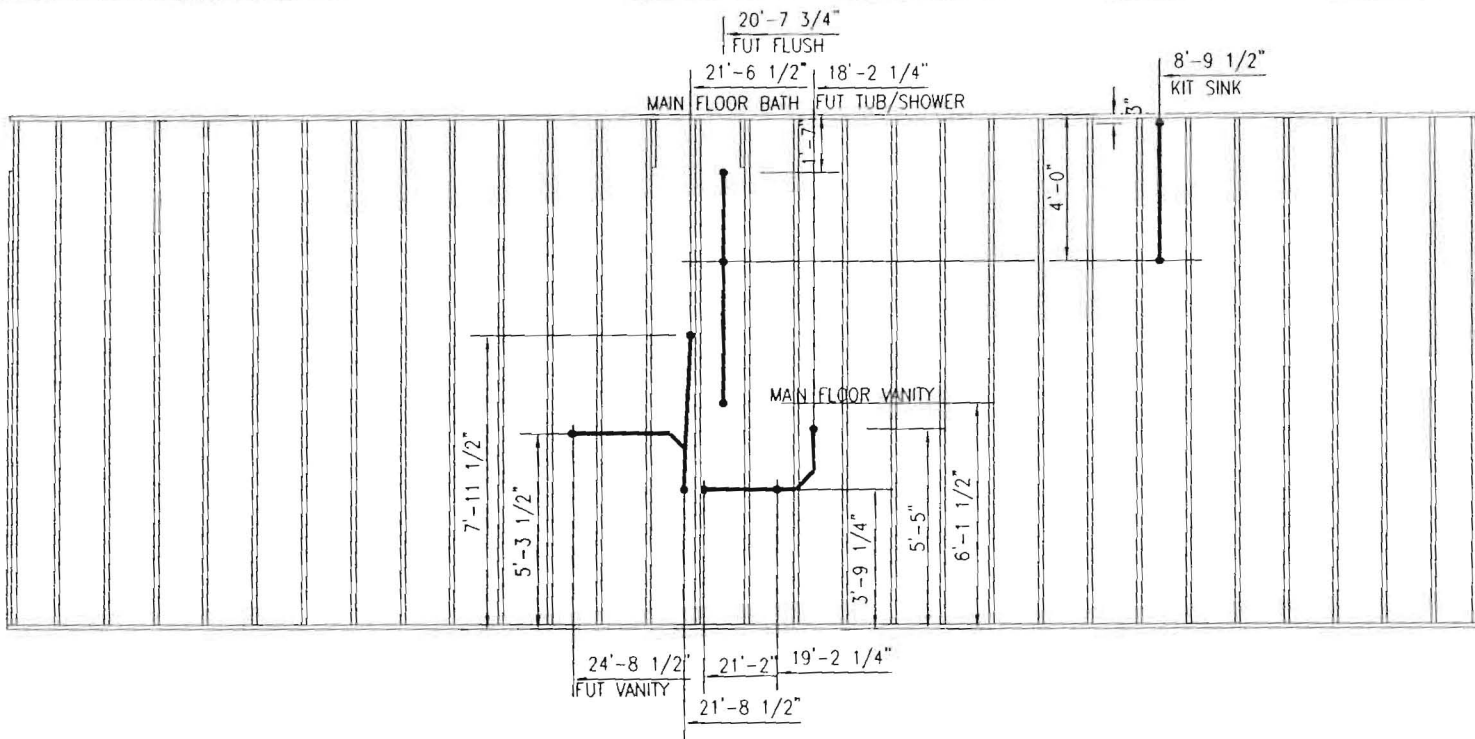 20'-7 3/4"
FUT FLUSH
21'-6 1/2"
18'-2 1/4"
8'-9 1/2"
KIT SINK
MAIN FLOOR BATH
FUT TUB/SHOWER
3"
1'-7"
4'-0"
MAIN FLOOR VANITY
7'-11 1/2"
5'-3 1/2"
3'-9 1/4"
5'-5"
6'-1 1/2"
24'-8 1/2"
21'-2"
19'-2 1/4"
FUT VANITY
21'-8 1/2"